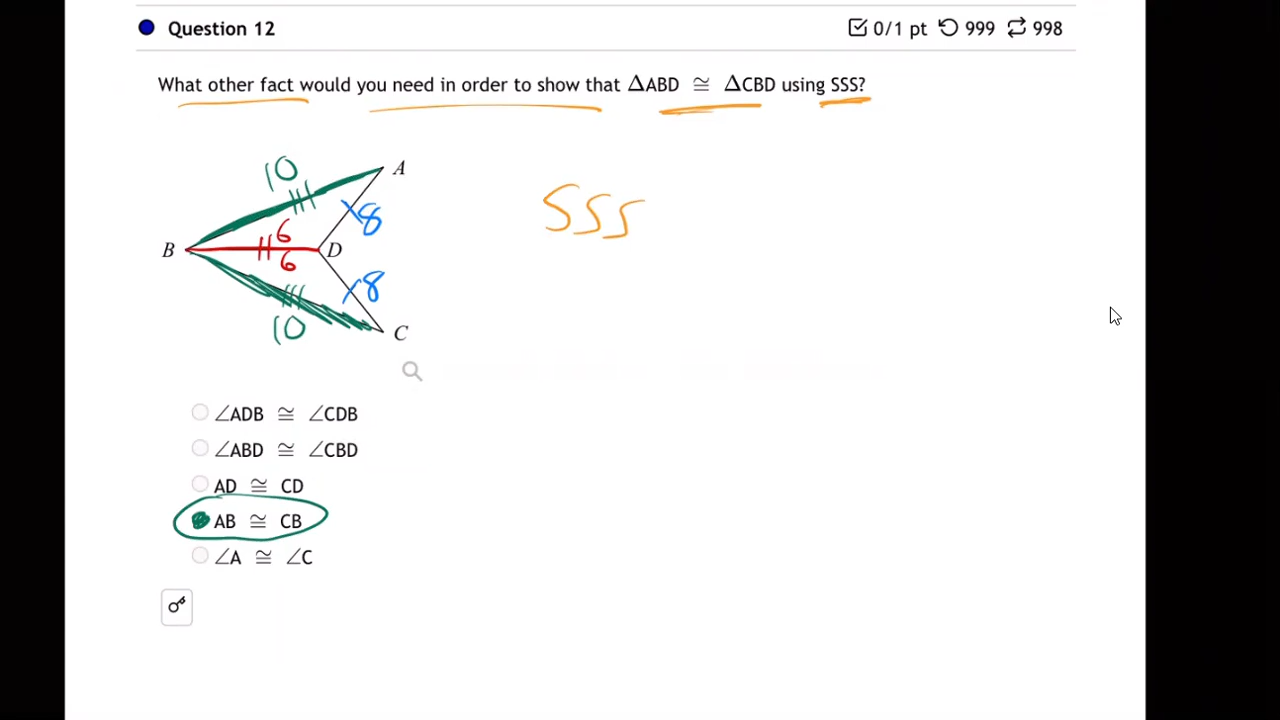 Question 12
0/1 pt 999 998
What other fact would you need in order to show that ΔABD ≅ ΔCBD using SSS?
10
A
SSS
8
6
B
D
6
8
10
C
∠ADB ≅ ∠CDB
∠ABD ≅ ∠CBD
AD ≅ CD
AB ≅ CB
∠A ≅ ∠C